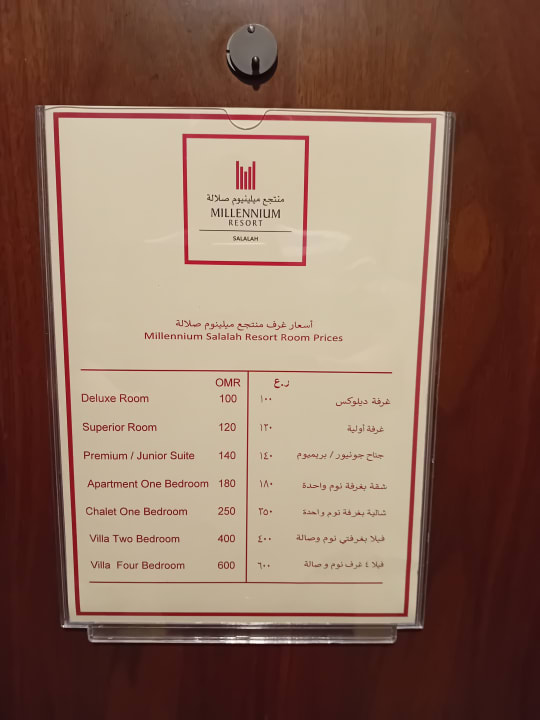 منتجع ميلينيوم صلالة
MILLENNIUM
RESORT
SALALAH
أسعار غرف منتجع ميلينوم صلالة
Millennium Salalah Resort Room Prices
OMR ر.ع
Deluxe Room 100 ١٠٠ غرفة ديلوكس
Superior Room 120 ١٢٠ غرفة أولية
Premium / Junior Suite 140 ١٤٠ جناح جونيور / بريميوم
Apartment One Bedroom 180 ١٨٠ شقة بغرفة نوم واحدة
Chalet One Bedroom 250 ٢٥٠ شالية بغرفة نوم واحدة
Villa Two Bedroom 400 ٤٠٠ فيلا بغرفتي نوم وصالة
Villa Four Bedroom 600 ٦٠٠ فيلا ٤ غرف نوم و صالة